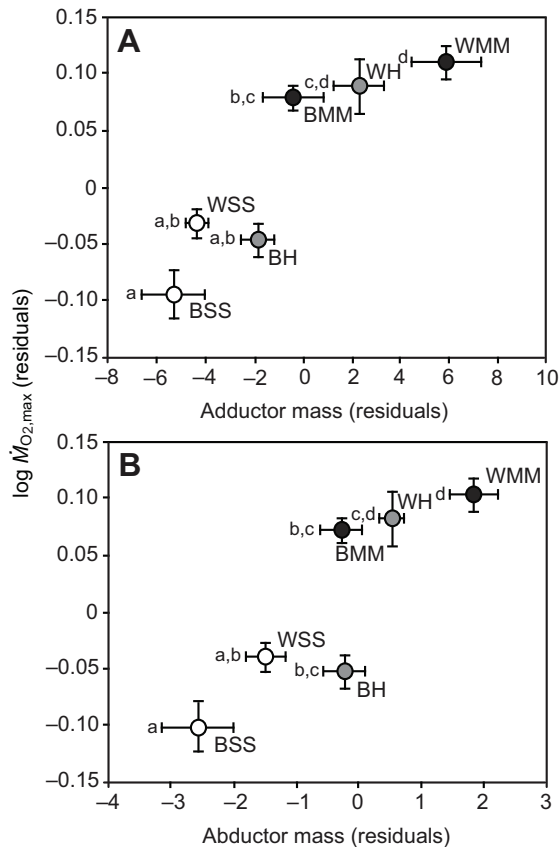 0.15
A
WMM
d
0.10
WH
c,d
b,c
BMM
0.05
0
WSS
a,b
–0.05
a,b
BH
–0.10
a
BSS
–0.15
–8 –6 –4 –2 0 2 4 6 8 10
Adductor mass (residuals)
log ṀO2,max (residuals)
0.15
B
WMM
d
0.10
WH
c,d
b,c
BMM
0.05
0
WSS
a,b
–0.05
b,c
BH
–0.10
a
BSS
–0.15
–4 –3 –2 –1 0 1 2 3
Abductor mass (residuals)